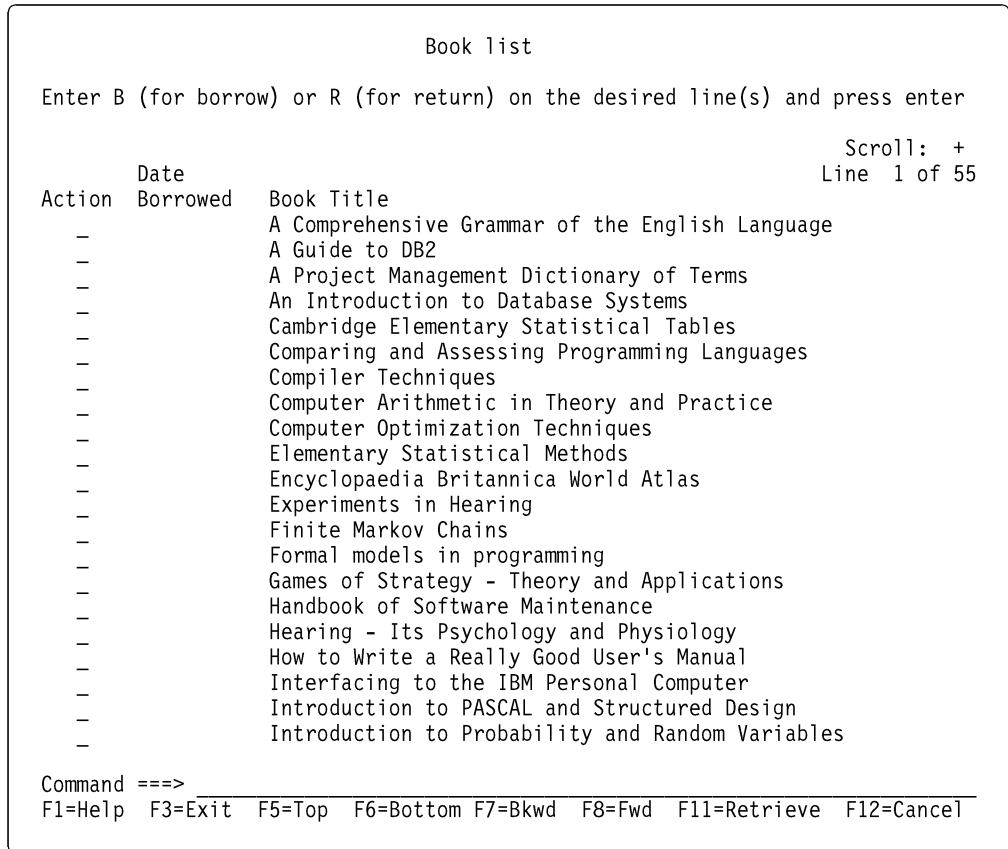 Book list
Enter B (for borrow) or R (for return) on the desired line(s) and press enter
Scroll: +
Date Line 1 of 55
Action Borrowed Book Title
_ A Comprehensive Grammar of the English Language
_ A Guide to DB2
_ A Project Management Dictionary of Terms
_ An Introduction to Database Systems
_ Cambridge Elementary Statistical Tables
_ Comparing and Assessing Programming Languages
_ Compiler Techniques
_ Computer Arithmetic in Theory and Practice
_ Computer Optimization Techniques
_ Elementary Statistical Methods
_ Encyclopaedia Britannica World Atlas
_ Experiments in Hearing
_ Finite Markov Chains
_ Formal models in programming
_ Games of Strategy - Theory and Applications
_ Handbook of Software Maintenance
_ Hearing - Its Psychology and Physiology
_ How to Write a Really Good User's Manual
_ Interfacing to the IBM Personal Computer
_ Introduction to PASCAL and Structured Design
_ Introduction to Probability and Random Variables
Command ===> _________________________________________________________________
F1=Help F3=Exit F5=Top F6=Bottom F7=Bkwd F8=Fwd F11=Retrieve F12=Cancel